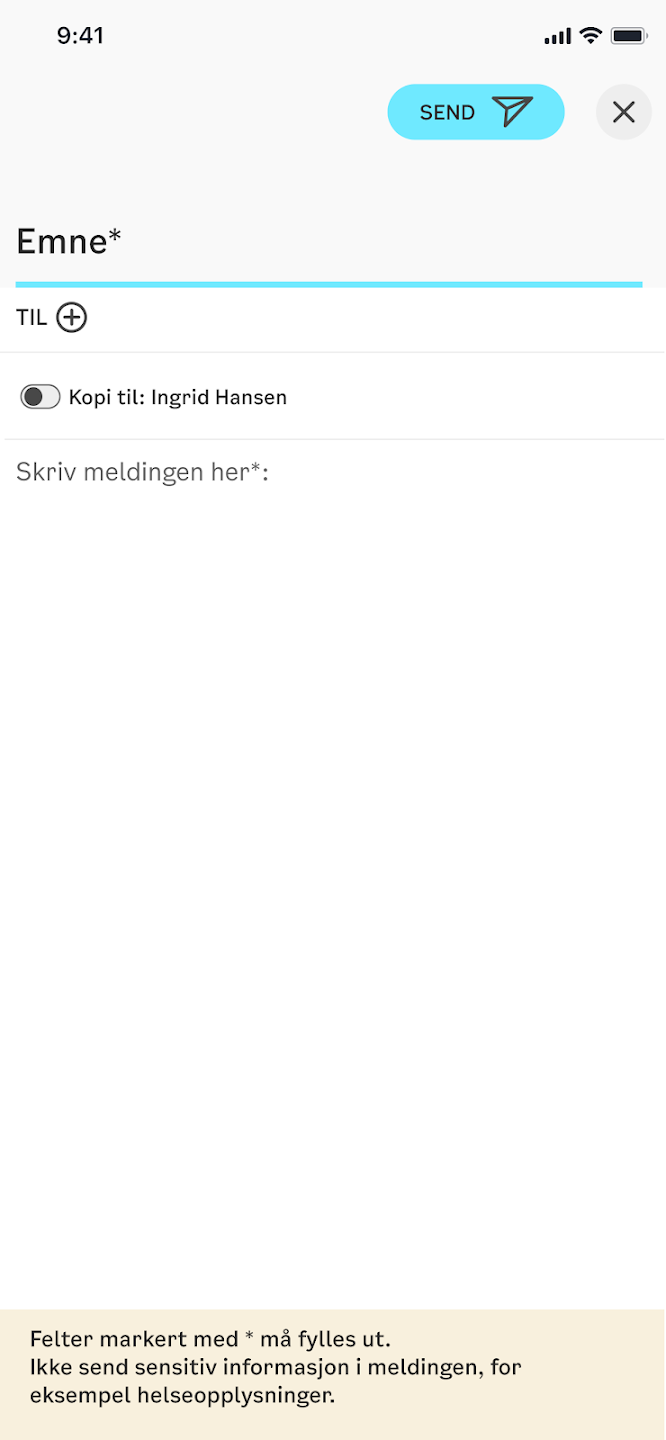 9:41
SEND
Emne*
TIL
Kopi til: Ingrid Hansen
Skriv meldingen her*:
Felter markert med * må fylles ut.
Ikke send sensitiv informasjon i meldingen, for
eksempel helseopplysninger.